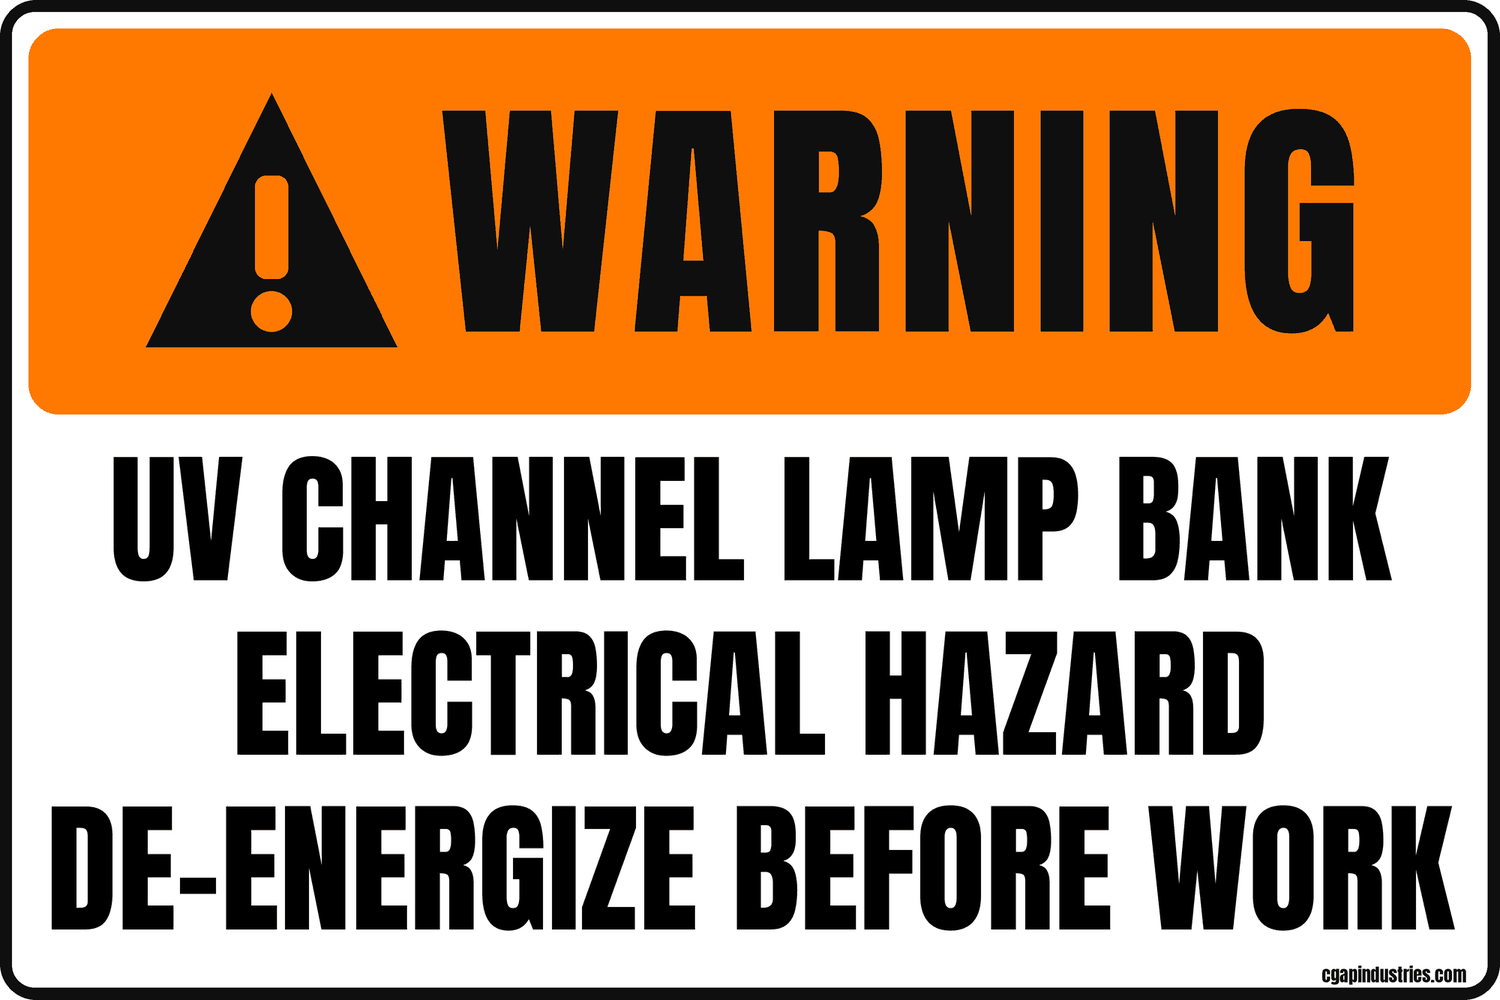 WARNING
UV CHANNEL LAMP BANK
ELECTRICAL HAZARD
DE-ENERGIZE BEFORE WORK
cgapindustries.com